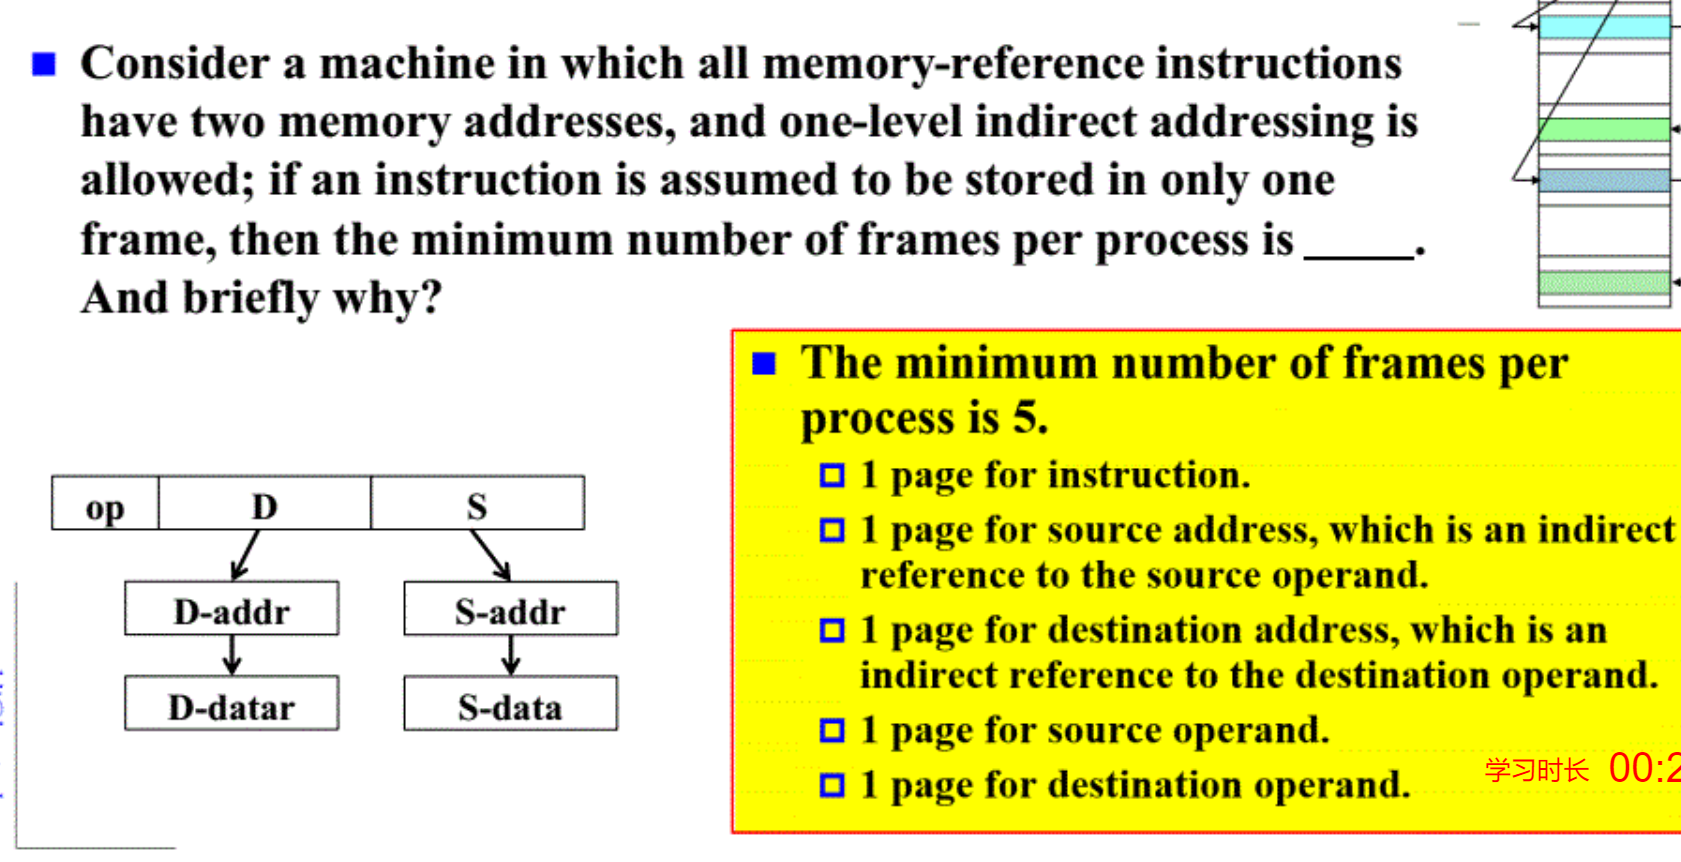 Consider a machine in which all memory-reference instructions
have two memory addresses, and one-level indirect addressing is
allowed; if an instruction is assumed to be stored in only one
frame, then the minimum number of frames per process is _____.
And briefly why?
The minimum number of frames per
process is 5.
1 page for instruction.
1 page for source address, which is an indirect
reference to the source operand.
1 page for destination address, which is an
indirect reference to the destination operand.
1 page for source operand.
1 page for destination operand.
op D S
D-addr S-addr
D-datar S-data
学习时长 00:2